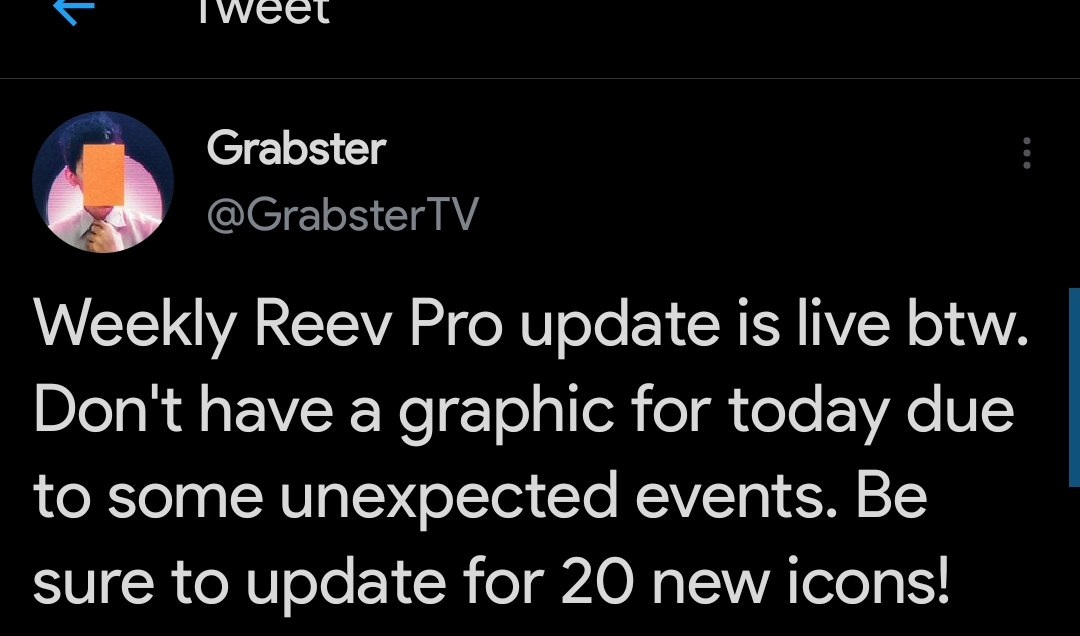 Tweet
Grabster
@GrabsterTV
Weekly Reev Pro update is live btw.
Don't have a graphic for today due
to some unexpected events. Be
sure to update for 20 new icons!